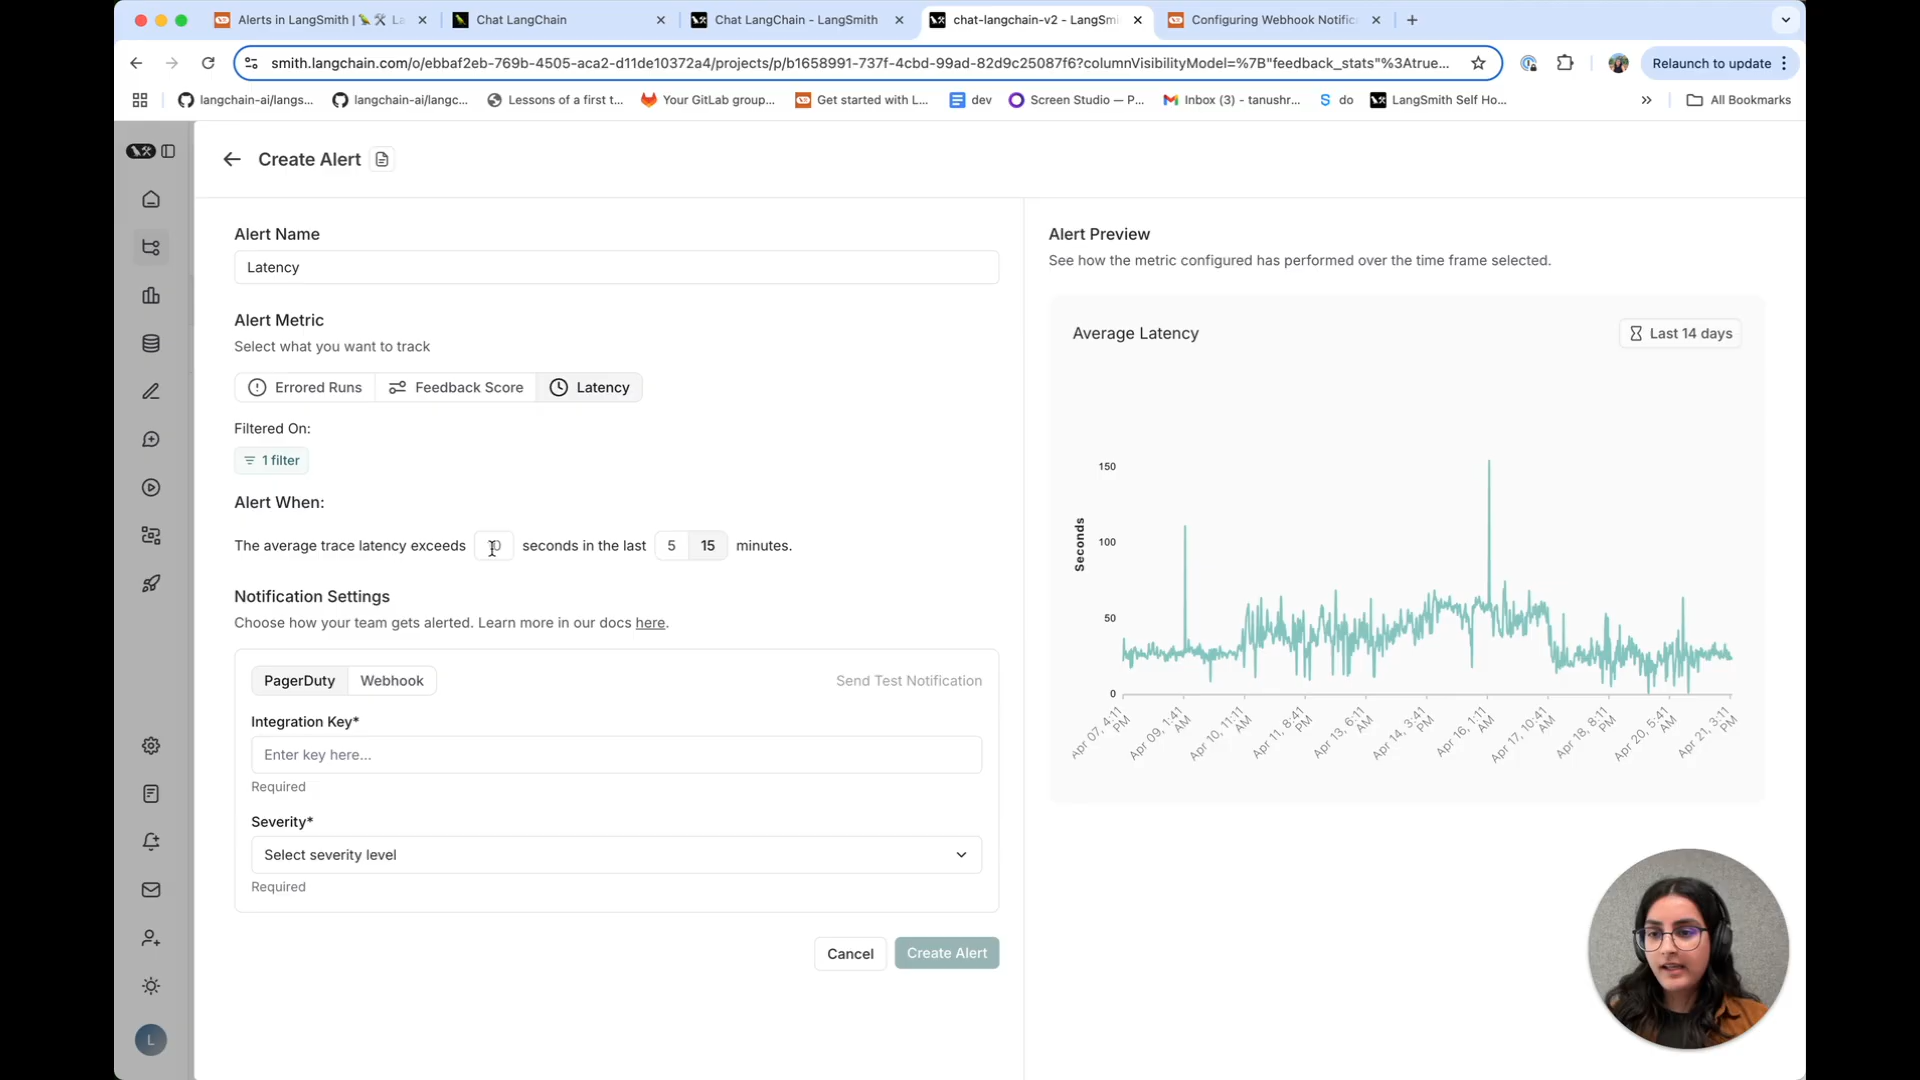 Alerts in LangSmith | La
Chat LangChain
Chat LangChain - LangSmith
chat-langchain-v2 - LangSmi
Configuring Webhook Notific
smith.langchain.com/o/ebbaf2eb-769b-4505-aca2-d11de10372a4/projects/p/b1658991-737f-4cbd-99ad-82d9c25087f6?columnVisibilityModel=%7B"feedback_stats"%3Atrue...
Relaunch to update
langchain-ai/langs...
langchain-ai/langc...
Lessons of a first t...
Your GitLab group...
Get started with L...
dev
Screen Studio — P...
Inbox (3) - tanushr...
do
LangSmith Self Ho...
All Bookmarks
Create Alert
Alert Name
Latency
Alert Metric
Select what you want to track
Errored Runs
Feedback Score
Latency
Filtered On:
1 filter
Alert When:
The average trace latency exceeds seconds in the last 5 15 minutes.
Notification Settings
Choose how your team gets alerted. Learn more in our docs here.
PagerDuty
Webhook
Send Test Notification
Integration Key*
Enter key here...
Required
Severity*
Select severity level
Required
Cancel
Create Alert
L
Alert Preview
See how the metric configured has performed over the time frame selected.
Average Latency
Last 14 days
Seconds
150
100
50
0
Apr 07, 4:11 PM
Apr 09, 1:41 AM
Apr 10, 11:11 AM
Apr 11, 8:41 PM
Apr 13, 6:11 AM
Apr 14, 3:41 PM
Apr 16, 1:11 AM
Apr 17, 10:41 AM
Apr 18, 8:11 PM
Apr 20, 5:41 AM
Apr 21, 3:11 PM